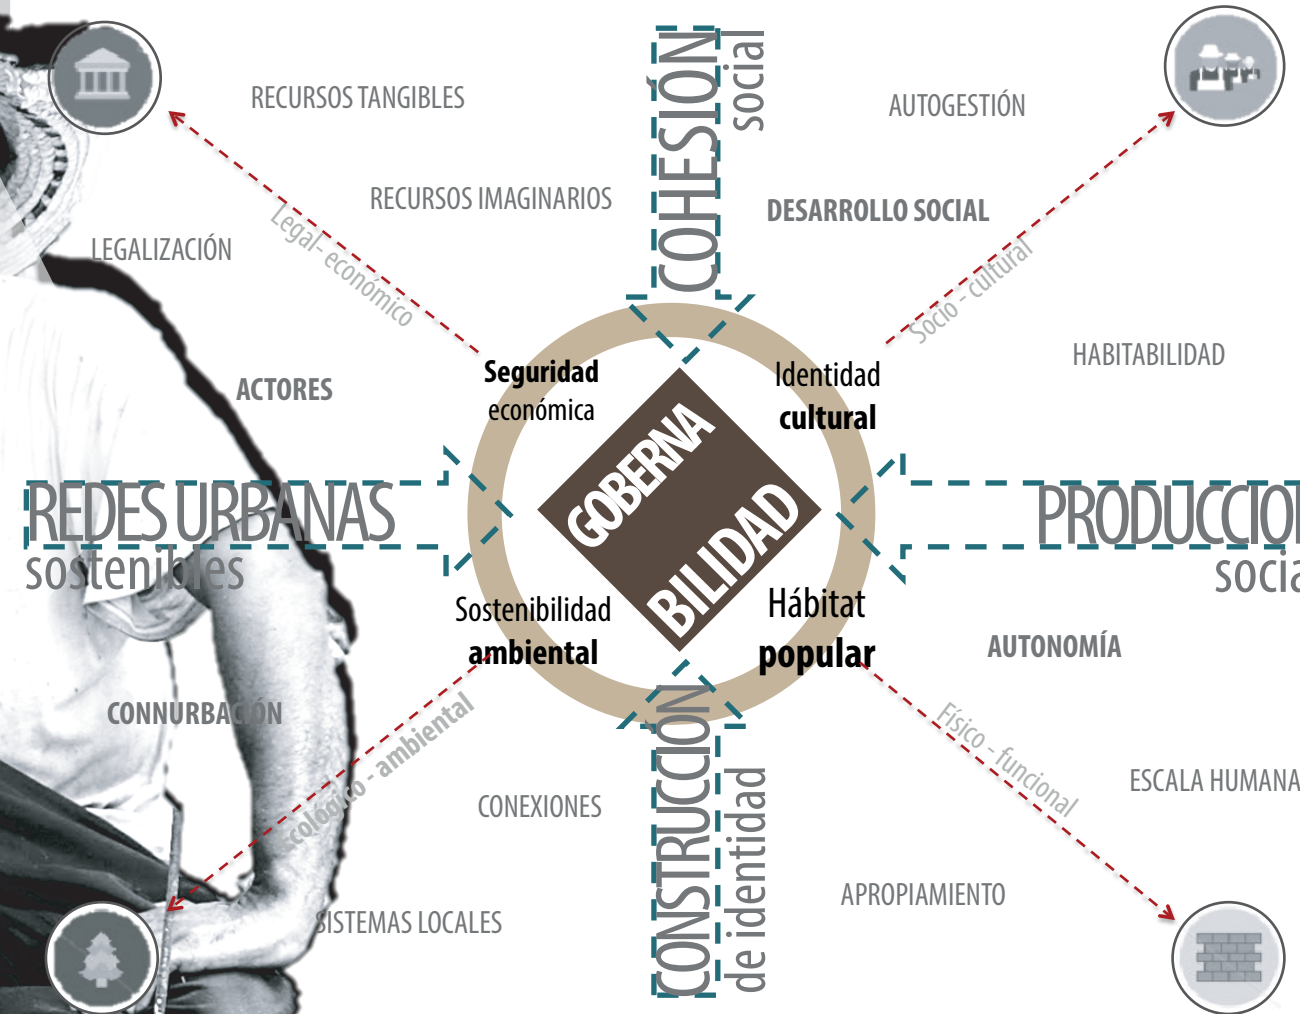 COHESIÓN
social
RECURSOS TANGIBLES
AUTOGESTIÓN
RECURSOS IMAGINARIOS
DESARROLLO SOCIAL
LEGALIZACIÓN
Legal- económico
Socio - cultural
HABITABILIDAD
Seguridad
económica
Identidad
cultural
ACTORES
GOBERNA
BILIDAD
REDES URBANAS
sostenibles
PRODUCCION
socia
Sostenibilidad
ambiental
Hábitat
popular
AUTONOMÍA
CONNURBACIÓN
Ecológico - ambiental
Físico - funcional
CONSTRUCCION
de identidad
ESCALA HUMANA
CONEXIONES
APROPIAMIENTO
SISTEMAS LOCALES